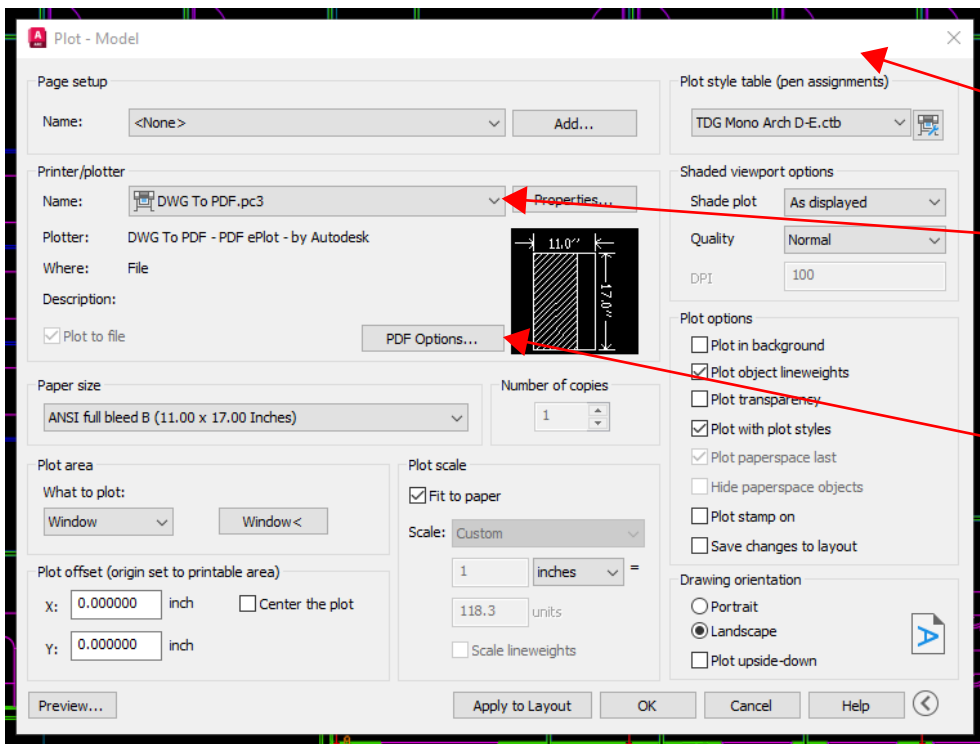 Plot - Model
Page setup
Name: <None> Add...
Printer/plotter
Name: DWG To PDF.pc3 Properties...
Plotter: DWG To PDF - PDF ePlot - by Autodesk
Where: File
Description:
Plot to file
PDF Options...
11.0″
17.0″
Paper size
ANSI full bleed B (11.00 x 17.00 Inches)
Number of copies
1
Plot area
What to plot:
Window Window<
Plot offset (origin set to printable area)
X: 0.000000 inch Center the plot
Y: 0.000000 inch
Plot scale
Fit to paper
Scale: Custom
1 inches =
118.3 units
Scale lineweights
Plot style table (pen assignments)
TDG Mono Arch D-E.ctb
Shaded viewport options
Shade plot As displayed
Quality Normal
DPI 100
Plot options
Plot in background
Plot object lineweights
Plot transparency
Plot with plot styles
Plot paperspace last
Hide paperspace objects
Plot stamp on
Save changes to layout
Drawing orientation
Portrait
Landscape
Plot upside-down
A
Preview... Apply to Layout OK Cancel Help